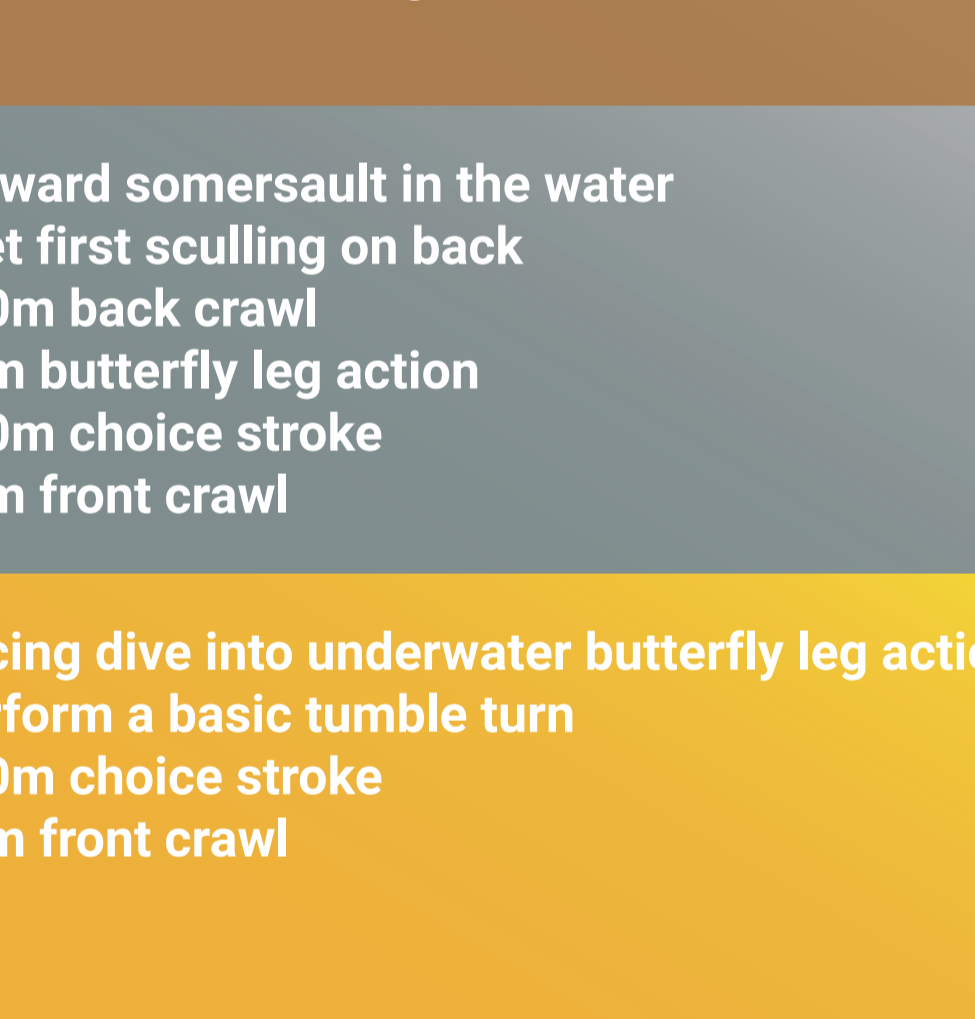 ward somersault in the water
et first sculling on back
0m back crawl
m butterfly leg action
0m choice stroke
m front crawl
cing dive into underwater butterfly leg actio
rform a basic tumble turn
0m choice stroke
m front crawl